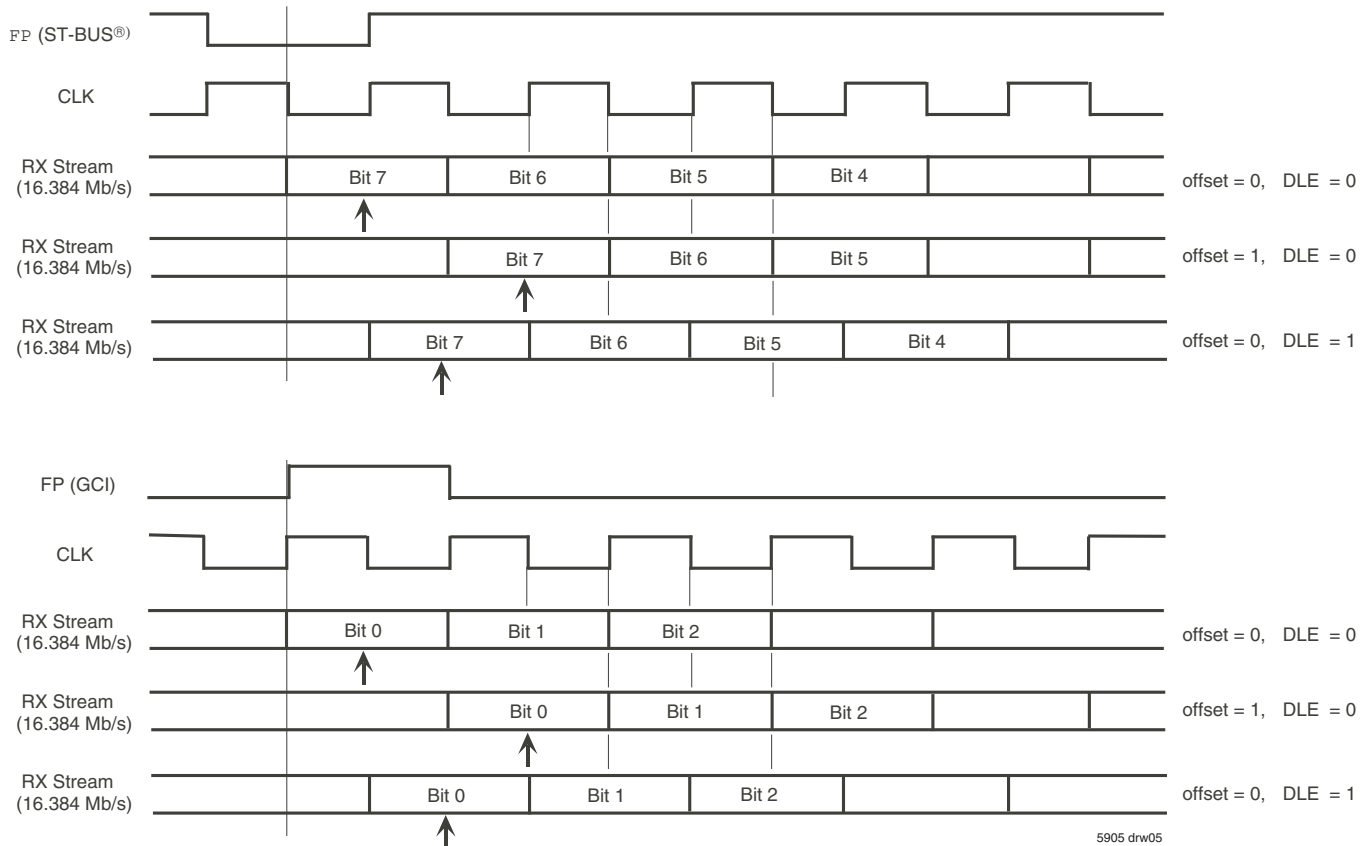 FP (ST-BUS®)
CLK
RX Stream
(16.384 Mb/s)
Bit 7
Bit 6
Bit 5
Bit 4
offset = 0, DLE = 0
RX Stream
(16.384 Mb/s)
Bit 7
Bit 6
Bit 5
offset = 1, DLE = 0
RX Stream
(16.384 Mb/s)
Bit 7
Bit 6
Bit 5
Bit 4
offset = 0, DLE = 1
FP (GCI)
CLK
RX Stream
(16.384 Mb/s)
Bit 0
Bit 1
Bit 2
offset = 0, DLE = 0
RX Stream
(16.384 Mb/s)
Bit 0
Bit 1
Bit 2
offset = 1, DLE = 0
RX Stream
(16.384 Mb/s)
Bit 0
Bit 1
Bit 2
offset = 0, DLE = 1
5905 drw05